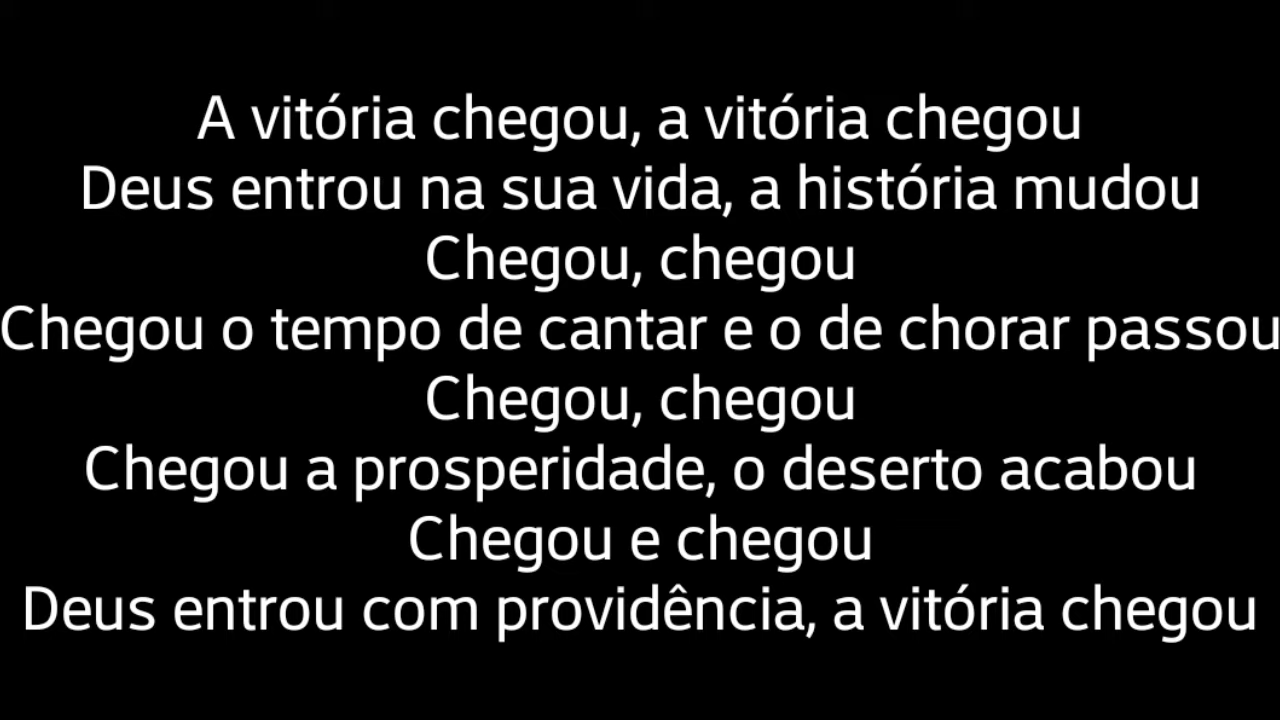 A vitória chegou, a vitória chegou
Deus entrou na sua vida, a história mudou
Chegou, chegou
Chegou o tempo de cantar e o de chorar passou
Chegou, chegou
Chegou a prosperidade, o deserto acabou
Chegou e chegou
Deus entrou com providência, a vitória chegou